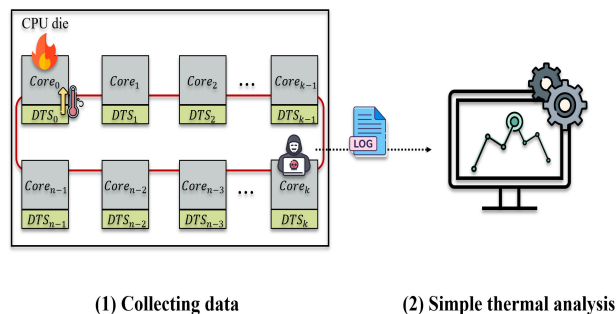 CPU die
Core₀ Core₁ Core₂ ... Coreₖ₋₁
DTS₀ DTS₁ DTS₂ DTSₖ₋₁
LOG
Coreₙ₋₁ Coreₙ₋₂ Coreₙ₋₃ ... Coreₖ
DTSₙ₋₁ DTSₙ₋₂ DTSₙ₋₃ DTSₖ
(1) Collecting data (2) Simple thermal analysis